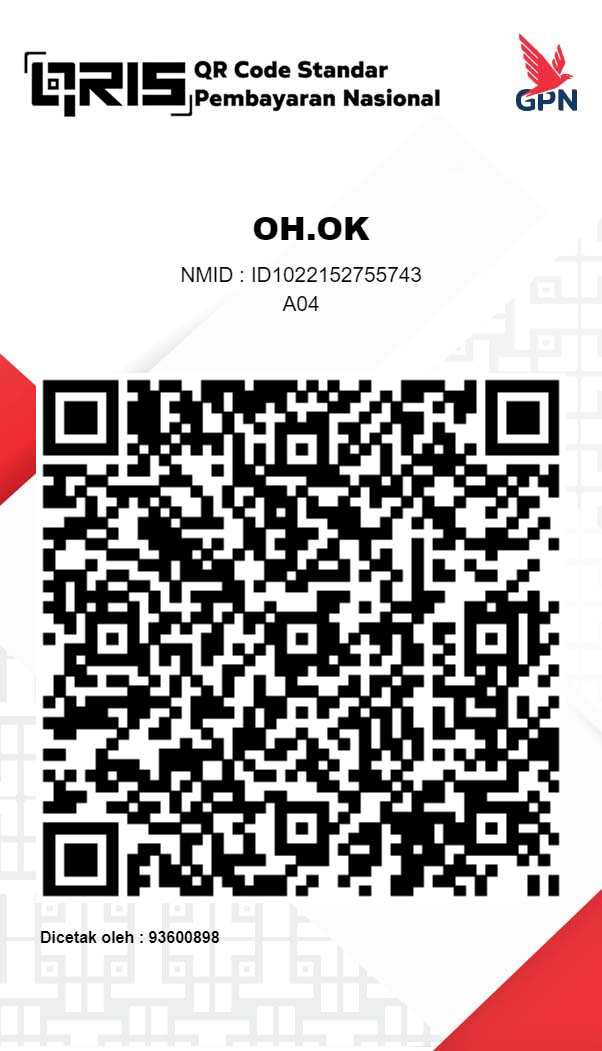 QRIS QR Code Standar
Pembayaran Nasional
GPN
OH.OK
NMID : ID1022152755743
A04
Dicetak oleh : 93600898